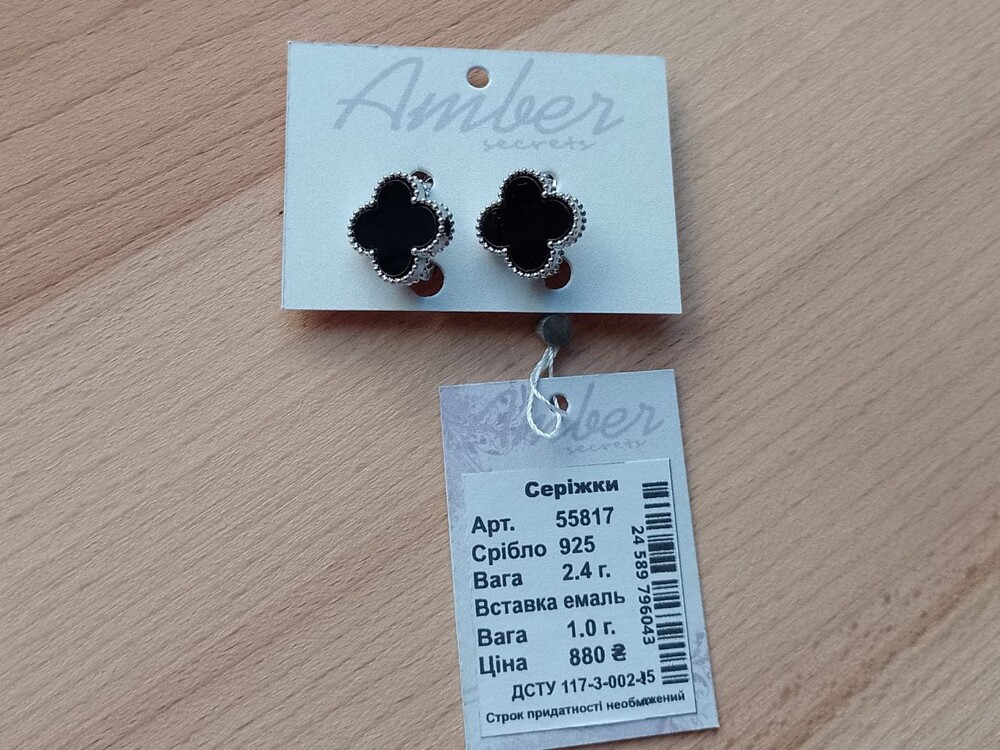 Amber
secrets
Amber
secrets
Серіжки
Арт. 55817
Срібло 925
Вага 2.4 г.
Вставка емаль
Вага 1.0 г.
Ціна 880 ₴
ДСТУ 117-3-002-15
Строк придатності необмжений
24 589 796043